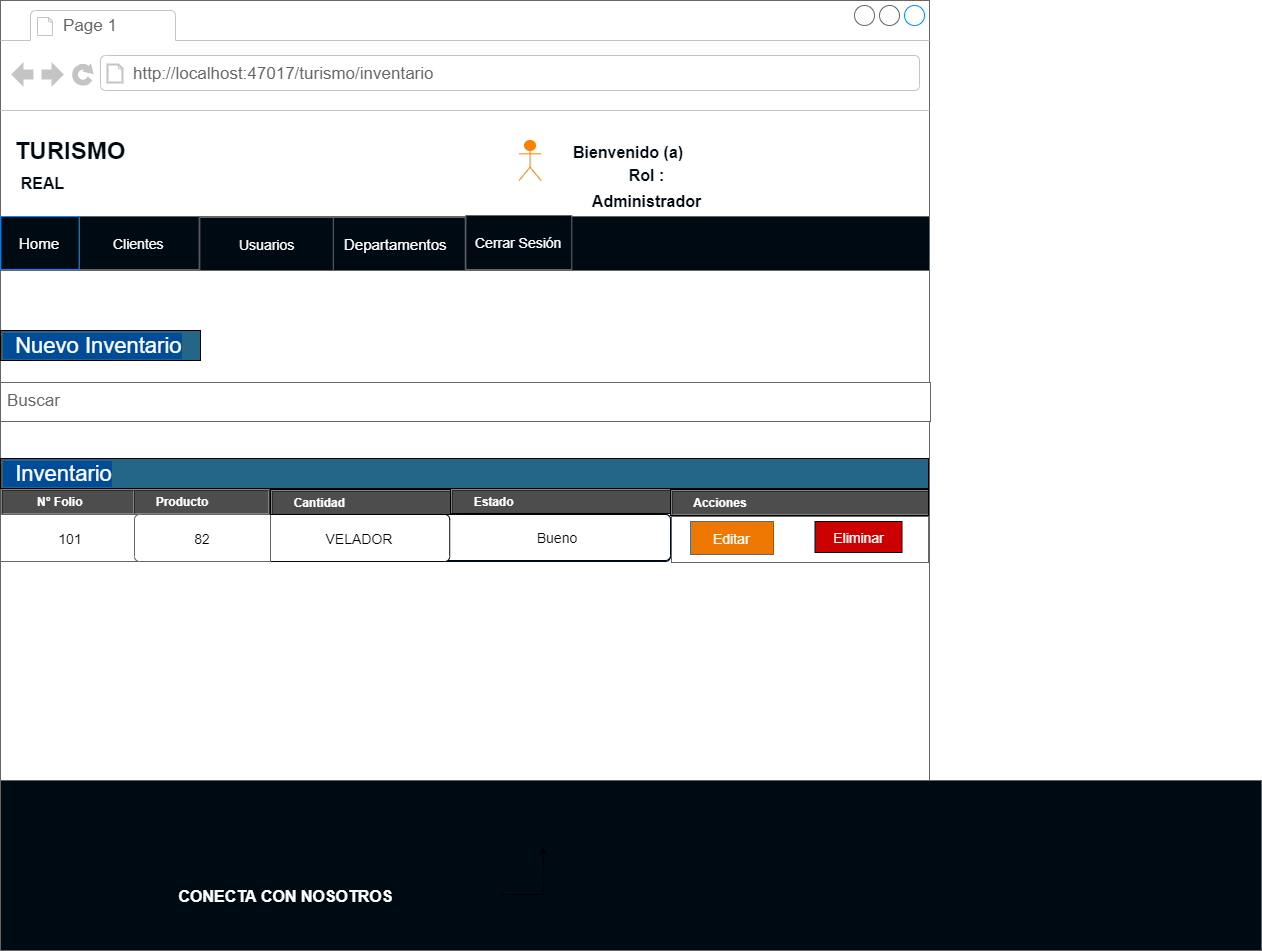 Page 1
http://localhost:47017/turismo/inventario
TURISMO
REAL
Bienvenido (a)
Rol :
Administrador
Home
Clientes
Usuarios
Departamentos
Cerrar Sesión
Nuevo Inventario
Buscar
Inventario
Nº Folio Producto Cantidad Estado Acciones
101 82 VELADOR Bueno Editar Eliminar
CONECTA CON NOSOTROS